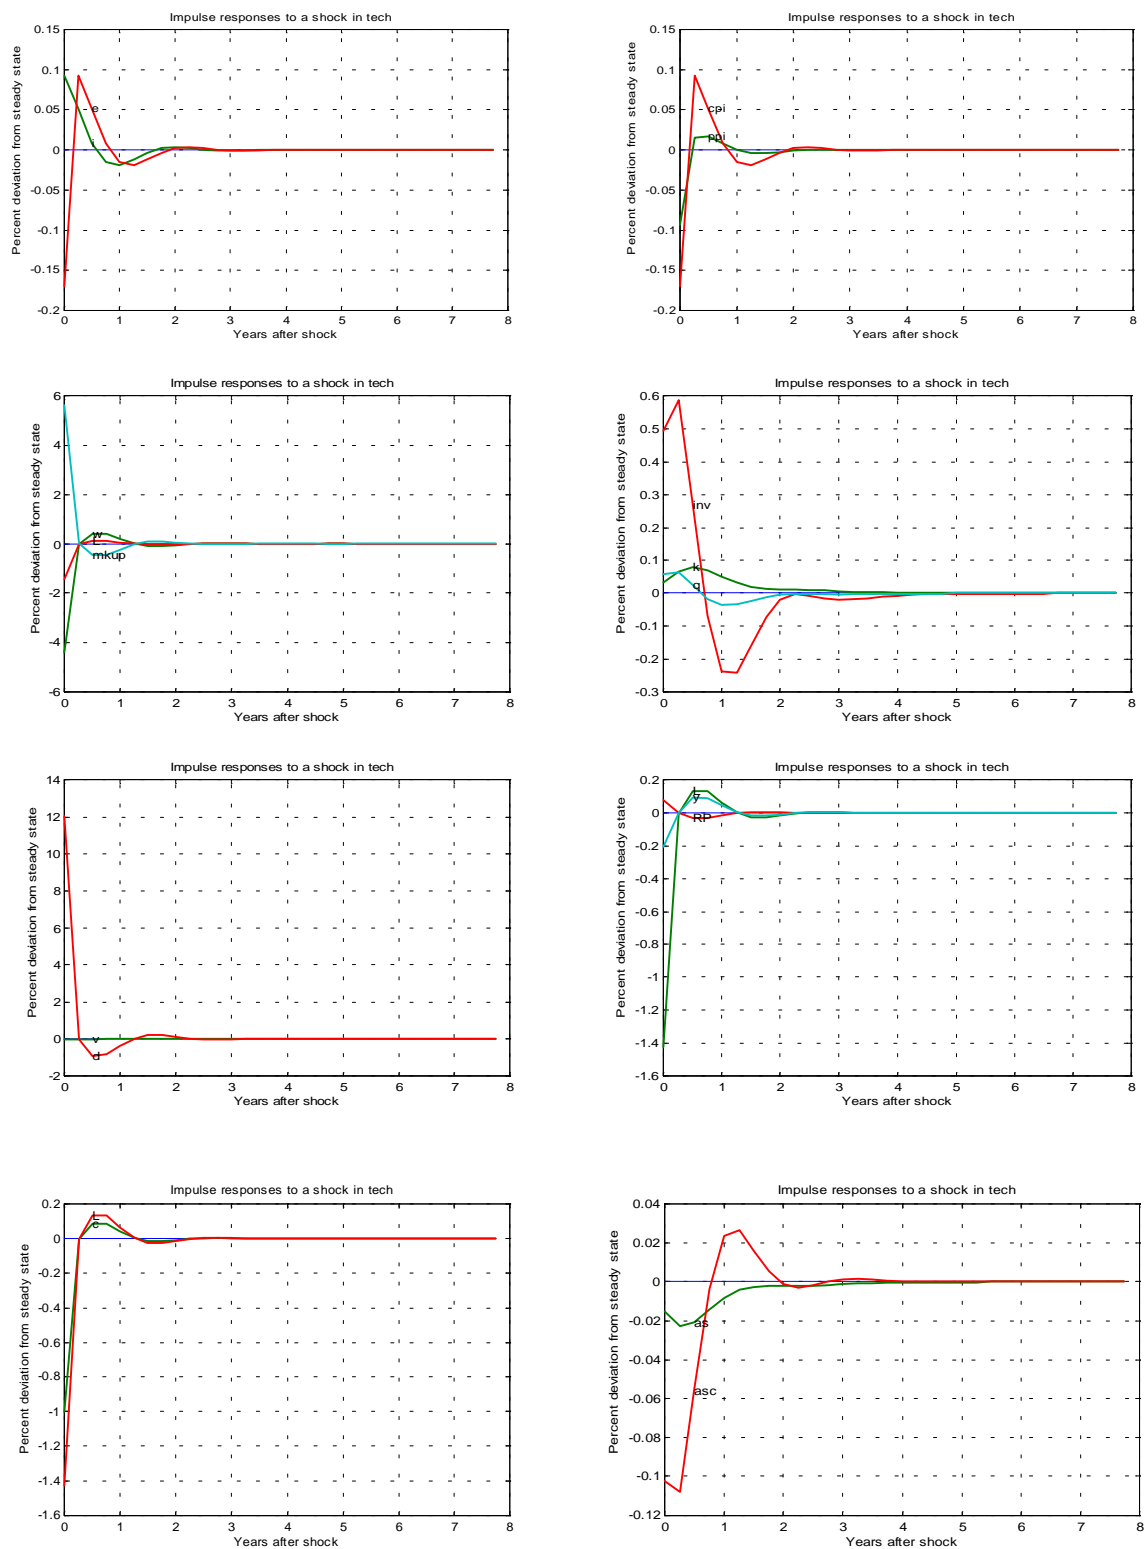 Impulse responses to a shock in tech
Percent deviation from steady state
0.15
0.1
0.05
0
-0.05
-0.1
-0.15
-0.2
e
i
0 1 2 3 4 5 6 7 8
Years after shock
Impulse responses to a shock in tech
Percent deviation from steady state
0.15
0.1
0.05
0
-0.05
-0.1
-0.15
-0.2
cpi
ppi
0 1 2 3 4 5 6 7 8
Years after shock
Impulse responses to a shock in tech
Percent deviation from steady state
6
4
2
0
-2
-4
-6
w
L
mkup
0 1 2 3 4 5 6 7 8
Years after shock
Impulse responses to a shock in tech
Percent deviation from steady state
0.6
0.5
0.4
0.3
0.2
0.1
0
-0.1
-0.2
-0.3
inv
k
q
0 1 2 3 4 5 6 7 8
Years after shock
Impulse responses to a shock in tech
Percent deviation from steady state
14
12
10
8
6
4
2
0
-2
v
d
0 1 2 3 4 5 6 7 8
Years after shock
Impulse responses to a shock in tech
Percent deviation from steady state
0.2
0
-0.2
-0.4
-0.6
-0.8
-1
-1.2
-1.4
-1.6
L
y
RP
0 1 2 3 4 5 6 7 8
Years after shock
Impulse responses to a shock in tech
Percent deviation from steady state
0.2
0
-0.2
-0.4
-0.6
-0.8
-1
-1.2
-1.4
-1.6
L
c
0 1 2 3 4 5 6 7 8
Years after shock
Impulse responses to a shock in tech
Percent deviation from steady state
0.04
0.02
0
-0.02
-0.04
-0.06
-0.08
-0.1
-0.12
as
asc
0 1 2 3 4 5 6 7 8
Years after shock